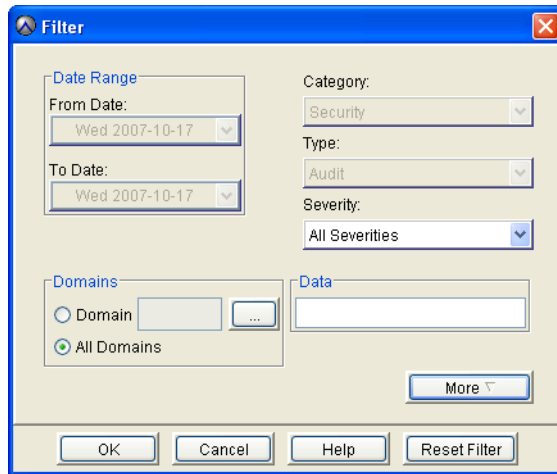 Filter
Date Range
From Date:
Wed 2007-10-17
To Date:
Wed 2007-10-17
Category:
Security
Type:
Audit
Severity:
All Severities
Domains
Domain
...
All Domains
Data
More
OK
Cancel
Help
Reset Filter